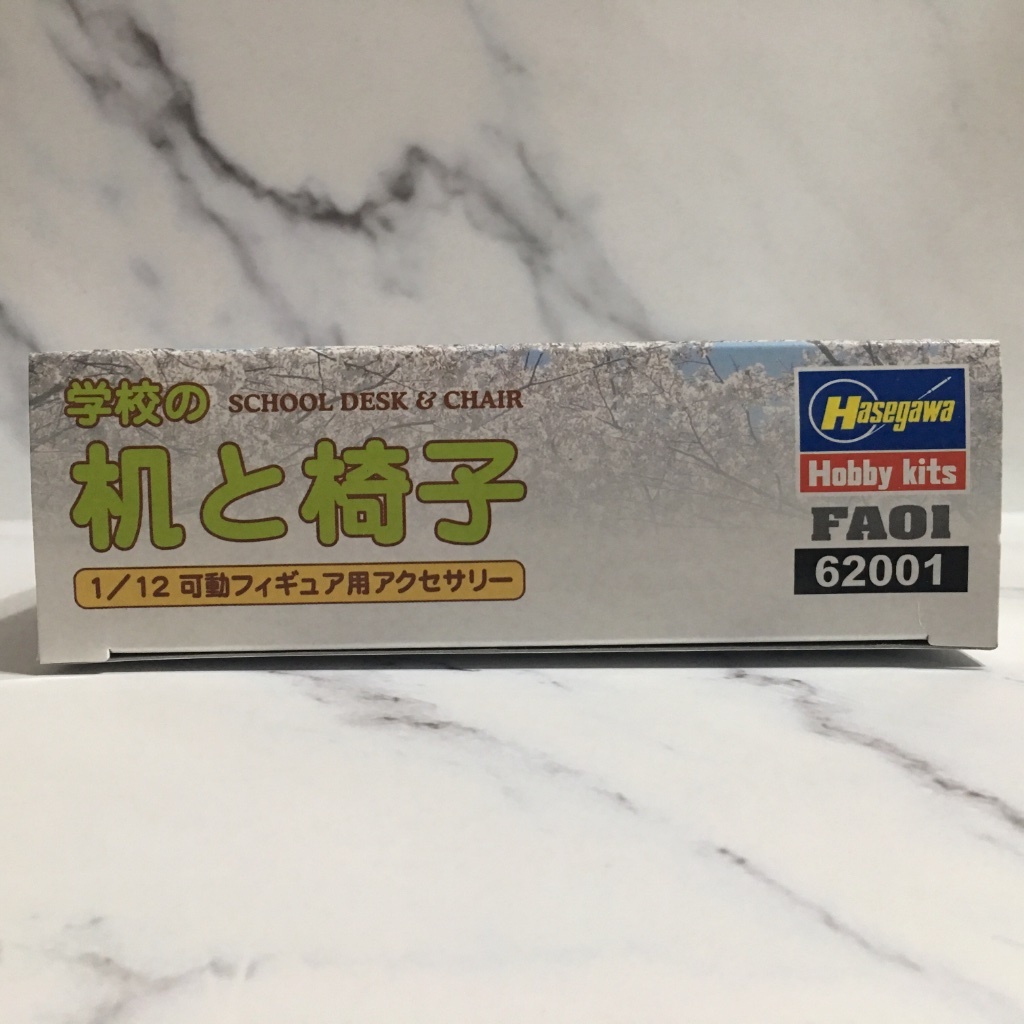 学校の SCHOOL DESK & CHAIR
机と椅子
1/12 可動フィギュア用アクセサリー
Hasegawa
Hobby kits
FA01
62001